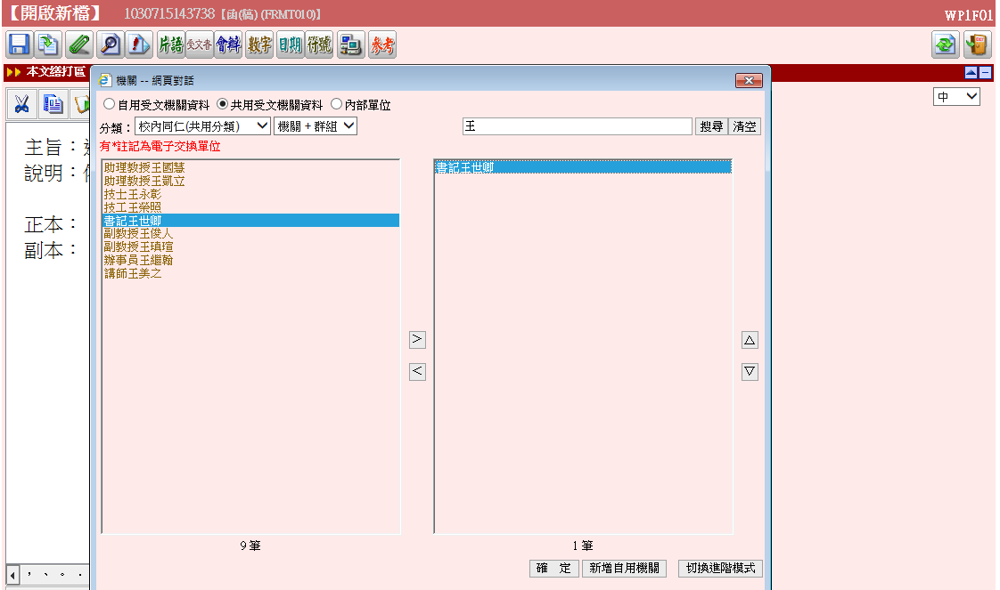 【開啟新檔】 1030715143738【函(稿) (FRMT010)】 WP1F01
片語 受文者 會辦 數字 日期 符號 參考
本文繕打區
機關 -- 網頁對話
自用受文機關資料 共用受文機關資料 內部單位
中
分類： 校內同仁(共用分類) 機關 + 群組 王 搜尋 清空
有*註記為電子交換單位
主旨：
說明：
正本：
副本：
助理教授王國慧
助理教授王凱立
技士王永彰
技工王榮照
書記王世卿
副教授王俊人
副教授王瑱瑄
辦事員王繼翰
講師王美之
書記王世卿
>
<
△
▽
9 筆
1 筆
確 定 新增自用機關 切換進階模式
， 、 。 .